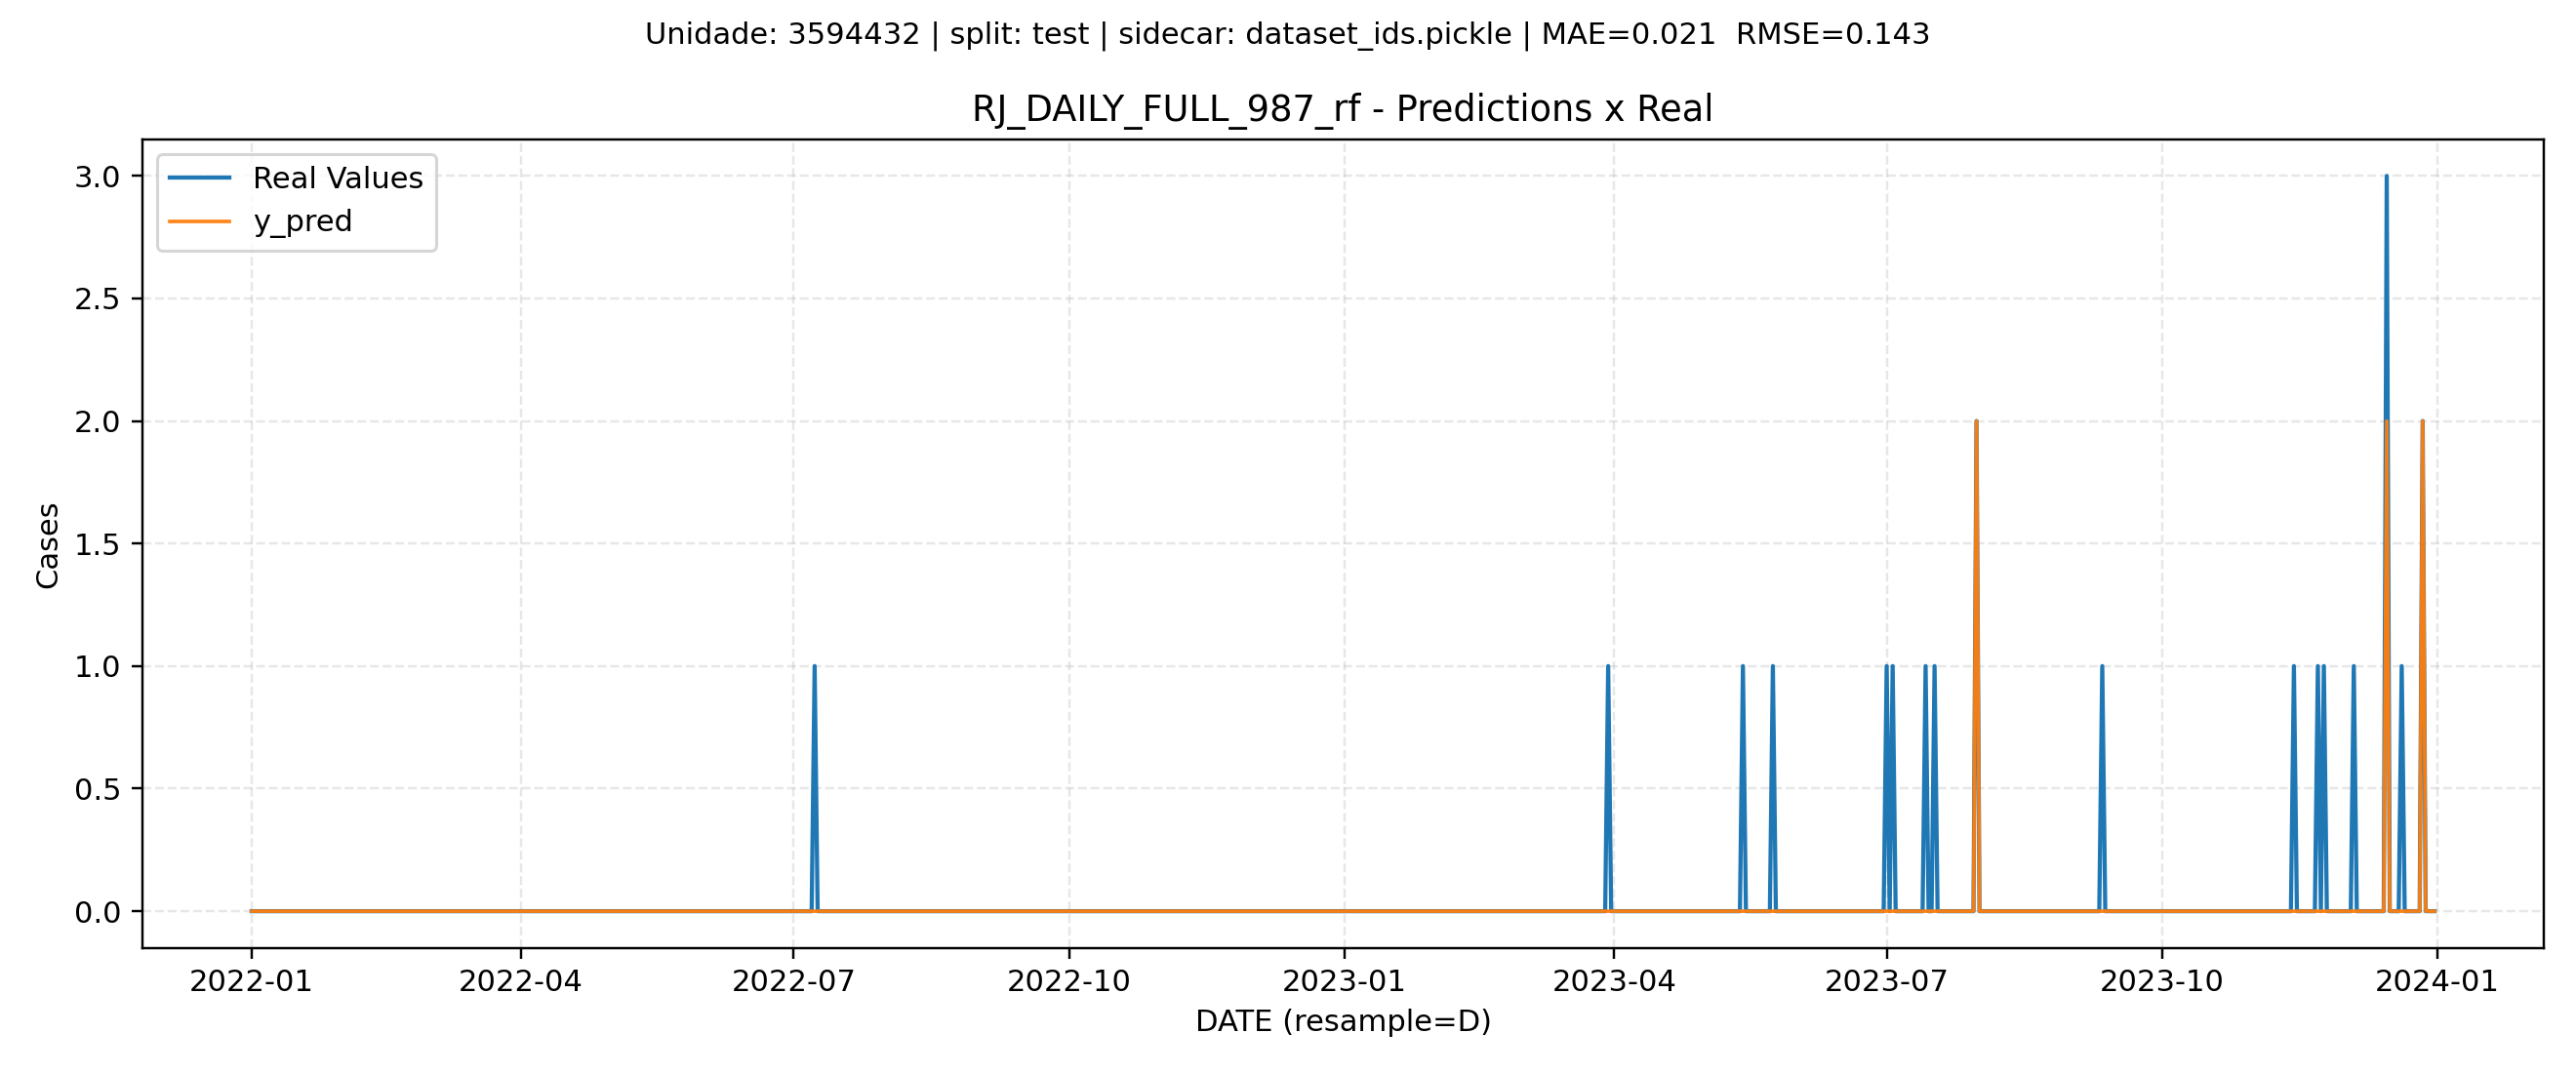 Unidade: 3594432 | split: test | sidecar: dataset_ids.pickle | MAE=0.021  RMSE=0.143
RJ_DAILY_FULL_987_rf - Predictions x Real
Real Values
y_pred
3.0
2.5
2.0
1.5
1.0
0.5
0.0
Cases
2022-01 2022-04 2022-07 2022-10 2023-01 2023-04 2023-07 2023-10 2024-01
DATE (resample=D)